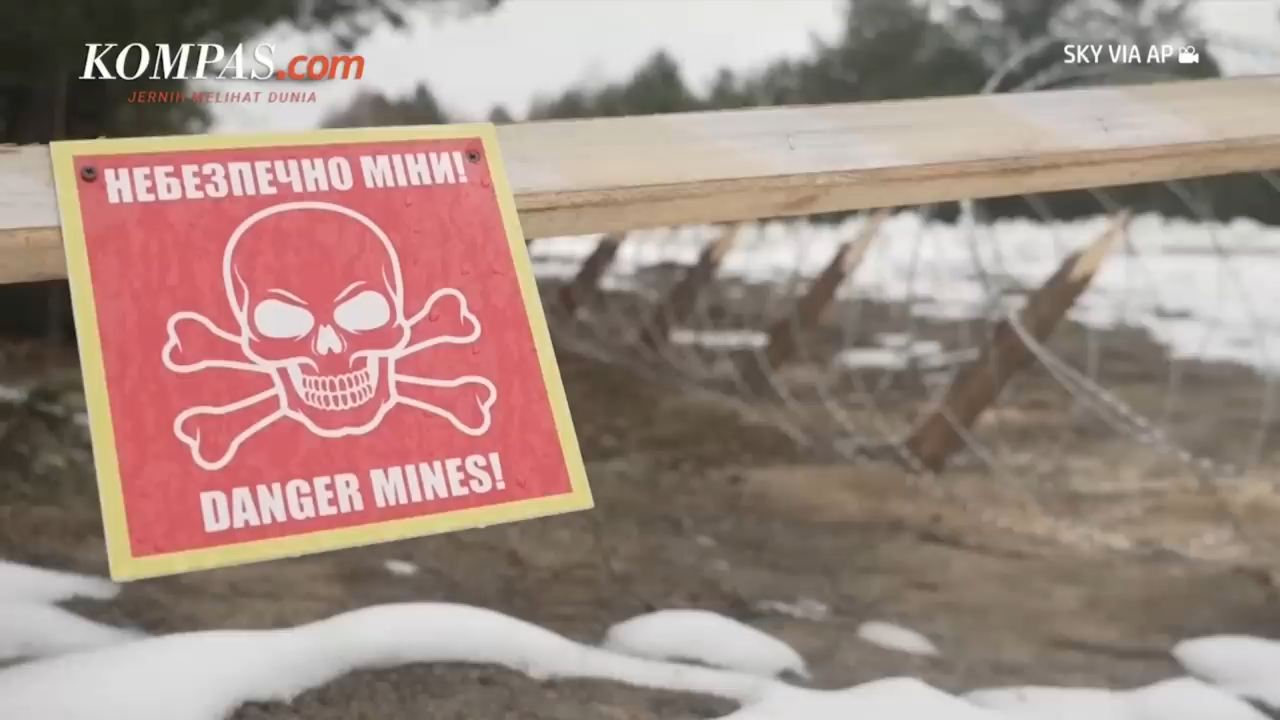 KOMPAS.com
JERNIH MELIHAT DUNIA
SKY VIA AP
НЕБЕЗПЕЧНО МІНИ!
DANGER MINES!